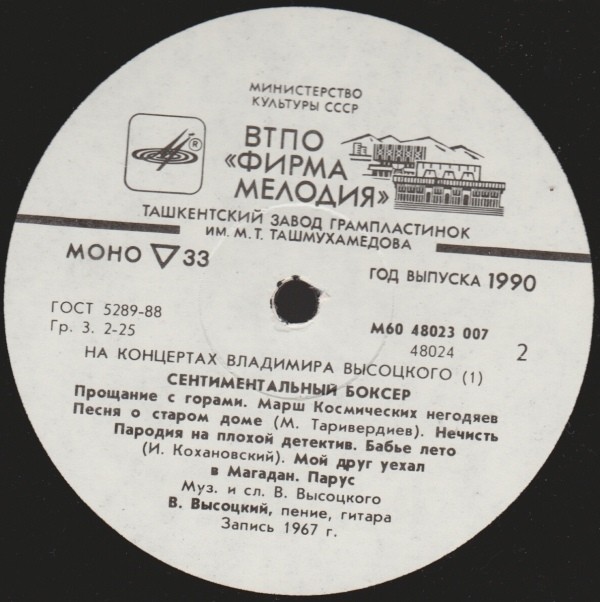 МИНИСТЕРСТВО
КУЛЬТУРЫ СССР
®
ВТПО
«ФИРМА
МЕЛОДИЯ»
ТАШКЕНТСКИЙ ЗАВОД ГРАМПЛАСТИНОК
ИМ. М. Т. ТАШМУХАМЕДОВА
МОНО ▽ 33
ГОД ВЫПУСКА 1990
ГОСТ 5289-88
Гр. 3. 2-25
М60 48023 007
48024
2
НА КОНЦЕРТАХ ВЛАДИМИРА ВЫСОЦКОГО (1)
СЕНТИМЕНТАЛЬНЫЙ БОКСЕР
Прощание с горами. Марш Космических негодяев
Песня о старом доме (М. Таривердиев). Нечисть
Пародия на плохой детектив. Бабье лето
(И. Кохановский). Мой друг уехал
в Магадан. Парус
Муз. и сл. В. Высоцкого
В. Высоцкий, пение, гитара
Запись 1967 г.